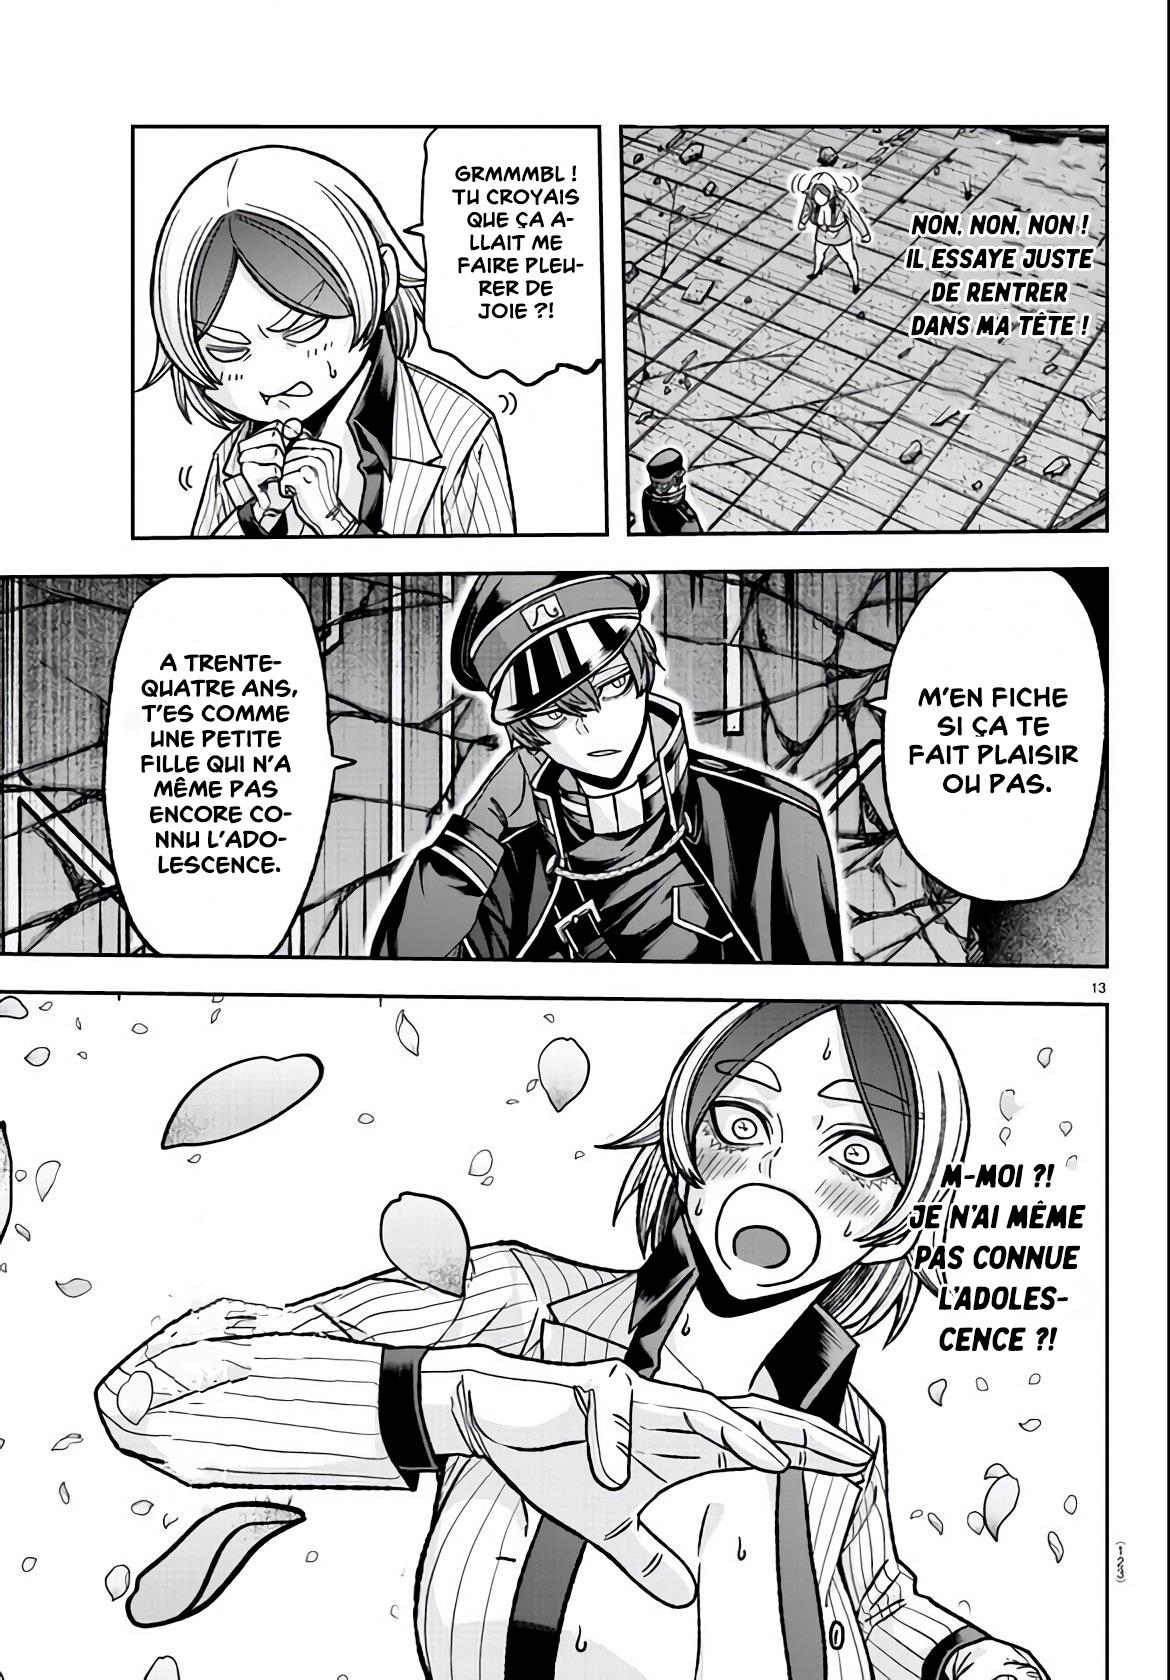 NON, NON, NON !
IL ESSAYE JUSTE
DE RENTRER
DANS MA TÊTE !
GRMMMBL !
TU CROYAIS
QUE ÇA A-
LLAIT ME
FAIRE PLEU-
RER DE
JOIE ?!
M'EN FICHE
SI ÇA TE
FAIT PLAISIR
OU PAS.
A TRENTE-
QUATRE ANS,
T'ES COMME
UNE PETITE
FILLE QUI N'A
MÊME PAS
ENCORE CO-
NNU L'ADO-
LESCENCE.
13
M-MOI ?!
JE N'AI MÊME
PAS CONNUE
L'ADOLES-
CENCE ?!
(123)